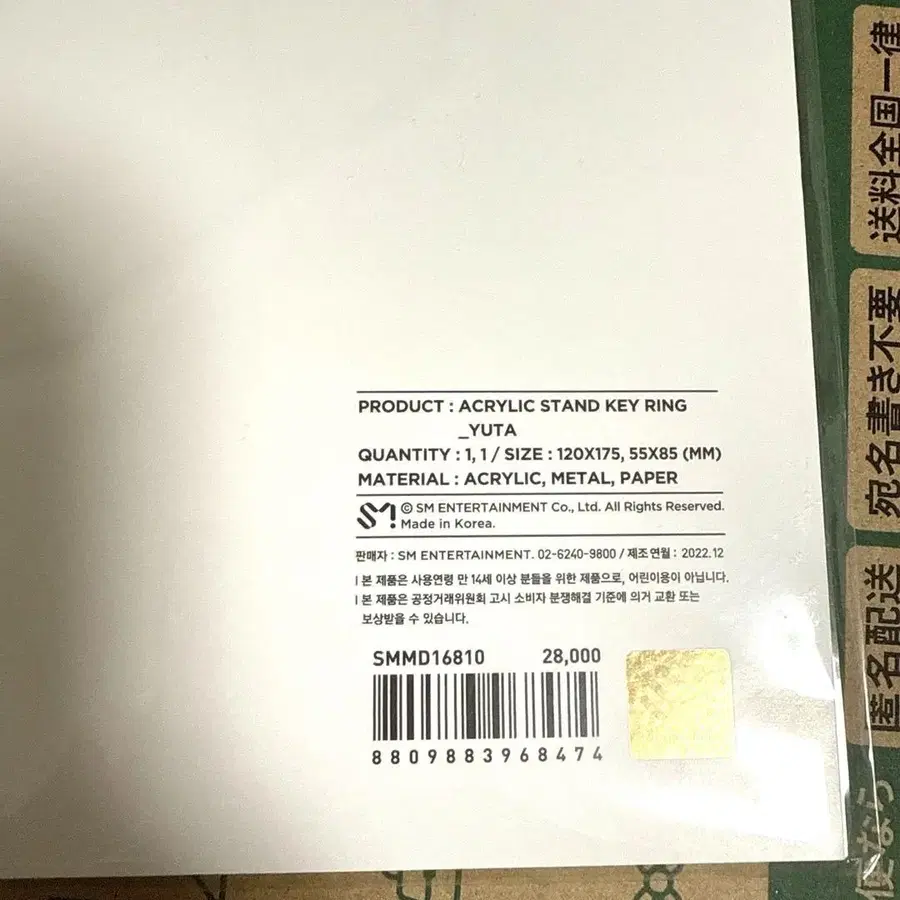 PRODUCT : ACRYLIC STAND KEY RING
_YUTA
QUANTITY : 1, 1 / SIZE : 120X175, 55X85 (MM)
MATERIAL : ACRYLIC, METAL, PAPER
SM!
© SM ENTERTAINMENT Co., Ltd. All Rights Reserved.
Made in Korea.
판매자 : SM ENTERTAINMENT. 02-6240-9800 / 제조 연월 : 2022.12
I 본 제품은 사용연령 만 14세 이상 분들을 위한 제품으로, 어린이용이 아닙니다.
I 본 제품은 공정거래위원회 고시 소비자 분쟁해결 기준에 의거 교환 또는
보상받을 수 있습니다.
SMMD16810 28,000
8809883968474
送料全国一律
宛名書き不要
匿名配送
便なら